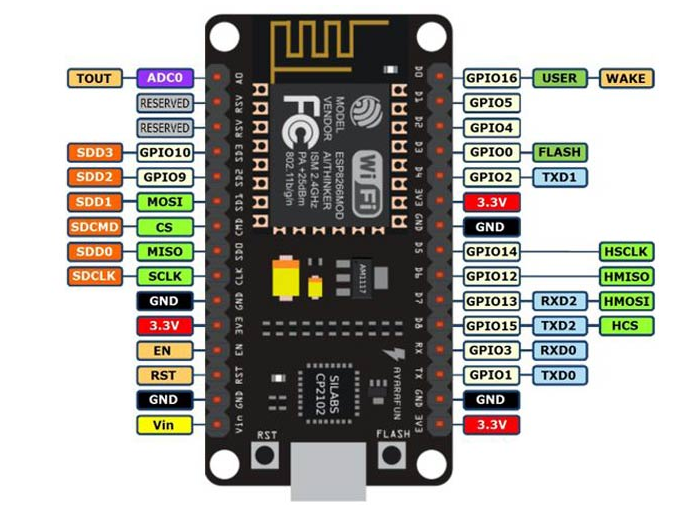 TOUT ADC0 A0
RESERVED RSV
RESERVED RSV
SDD3 GPIO10 SD3
SDD2 GPIO9
SDD1 MOSI
SDCMD CS CMD
SDD0 MISO
SDCLK SCLK CLK
GND GND
3.3V 3V3
EN EN
RST RST
GND GND
Vin Vin
MODEL ESP8266MOD
VENDOR AI/THINKER
ISM 2.4GHz
PA +25dBm
802.11b/g/n
FC
Wi Fi
AM1117
SILABS
CP2102
AYARAFUN
RST
FLASH
D0 GPIO16 USER WAKE
D1 GPIO5
D2 GPIO4
D3 GPIO0 FLASH
D4 GPIO2 TXD1
3V3 3.3V
GND GND
D5 GPIO14 HSCLK
D6 GPIO12 HMISO
D7 GPIO13 RXD2 HMOSI
D8 GPIO15 TXD2 HCS
RX GPIO3 RXD0
TX GPIO1 TXD0
GND GND
3V3 3.3V